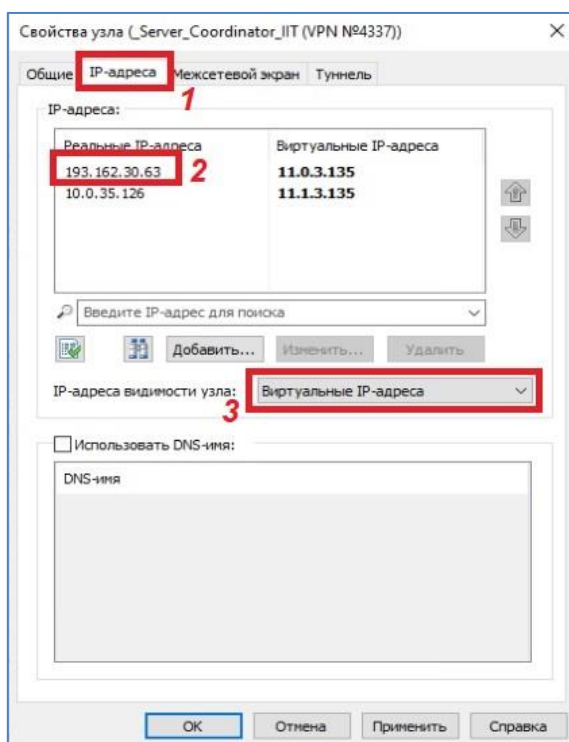 Свойства узла (_Server_Coordinator_IIT (VPN №4337))
Общие IP-адреса Межсетевой экран Туннель
1
IP-адреса:
Реальные IP-адреса Виртуальные IP-адреса
193.162.30.63 2 11.0.3.135
10.0.35.126 11.1.3.135
Введите IP-адрес для поиска
Добавить... Изменить... Удалить
IP-адреса видимости узла: Виртуальные IP-адреса
3
Использовать DNS-имя:
DNS-имя
OK Отмена Применить Справка